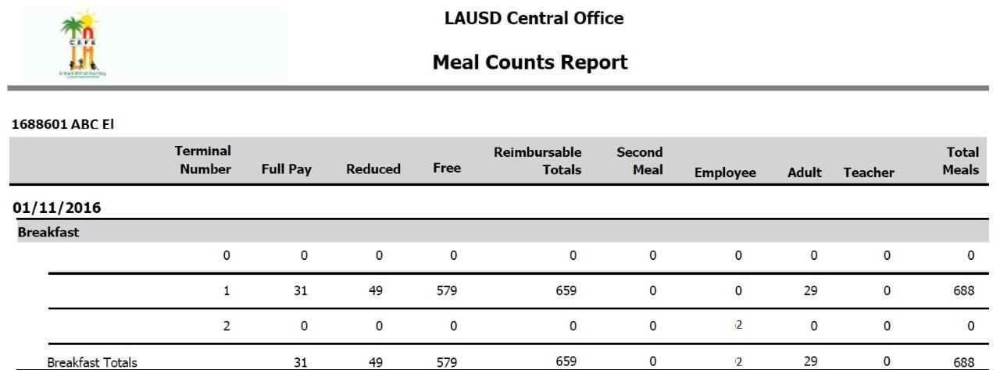 CAFE
LA
LAUSD Central Office
Meal Counts Report
1688601 ABC El
Terminal Number Full Pay Reduced Free Reimbursable Totals Second Meal Employee Adult Teacher Total Meals
01/11/2016
Breakfast
0 0 0 0 0 0 0 0 0 0
1 31 49 579 659 0 0 29 0 688
2 0 0 0 0 0 2 0 0 0
Breakfast Totals 31 49 579 659 0 2 29 0 688